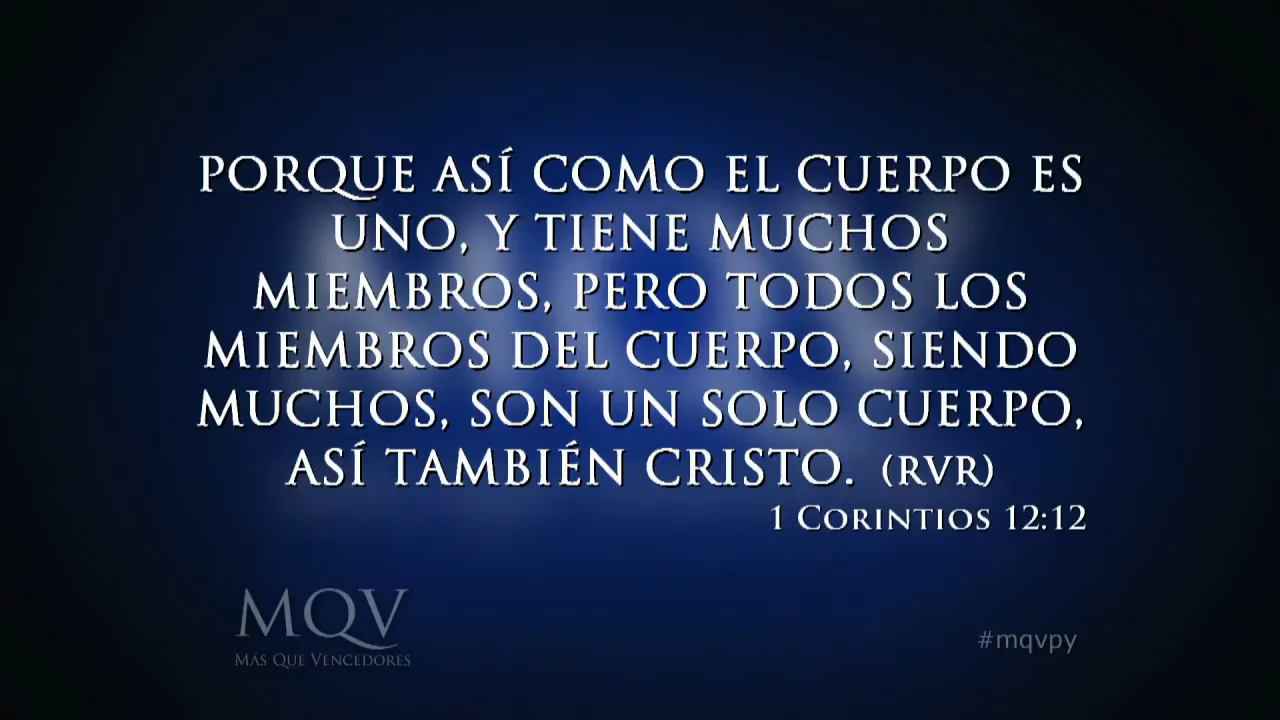 PORQUE ASÍ COMO EL CUERPO ES
UNO, Y TIENE MUCHOS
MIEMBROS, PERO TODOS LOS
MIEMBROS DEL CUERPO, SIENDO
MUCHOS, SON UN SOLO CUERPO,
ASÍ TAMBIÉN CRISTO. (RVR)
1 CORINTIOS 12:12
MQV
MÁS QUE VENCEDORES
#mqvpy